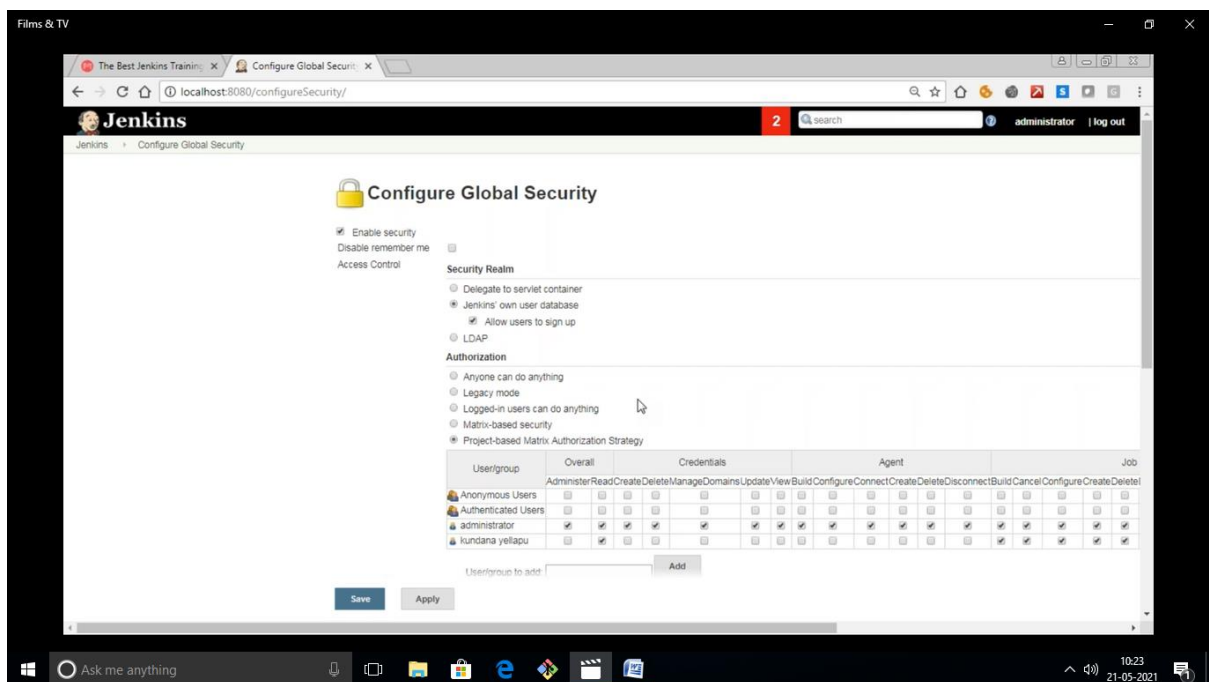 Films & TV
The Best Jenkins Training Configure Global Securit
localhost:8080/configureSecurity/
Jenkins 2 search administrator | log out
Jenkins Configure Global Security
Configure Global Security
Enable security
Disable remember me
Access Control
Security Realm
Delegate to servlet container
Jenkins' own user database
Allow users to sign up
LDAP
Authorization
Anyone can do anything
Legacy mode
Logged-in users can do anything
Matrix-based security
Project-based Matrix Authorization Strategy
User/group Overall Credentials Agent Job
Administer Read Create Delete ManageDomains Update View Build Configure Connect Create Delete Disconnect Build Cancel Configure Create Delete
Anonymous Users
Authenticated Users
administrator
kundana yellapu
User/group to add: Add
Save Apply
Ask me anything
10:23
21-05-2021